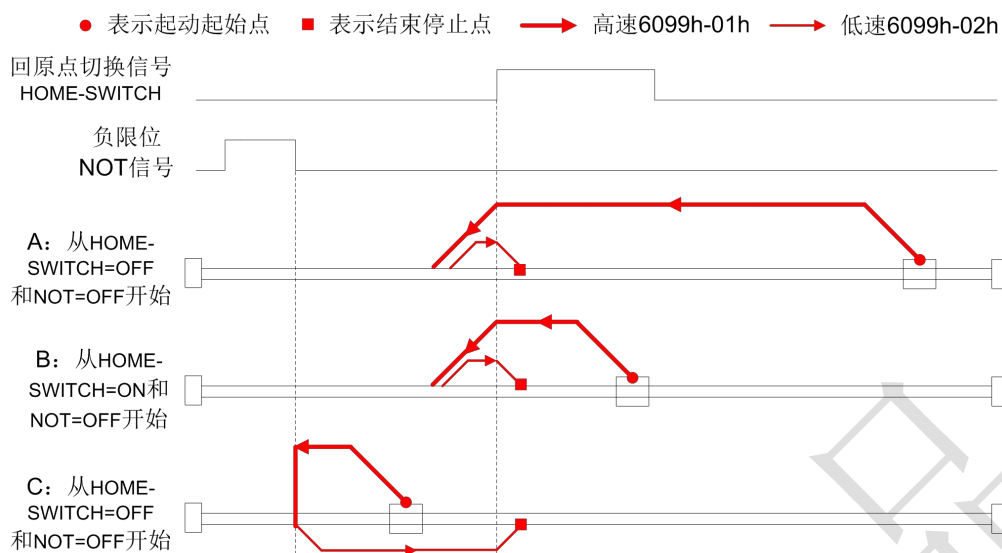 表示起动起始点 表示结束停止点 高速6099h-01h 低速6099h-02h
回原点切换信号
HOME-SWITCH
负限位
NOT信号
A：从HOME-
SWITCH=OFF
和NOT=OFF开始
B：从HOME-
SWITCH=ON和
NOT=OFF开始
C：从HOME-
SWITCH=OFF
和NOT=OFF开始